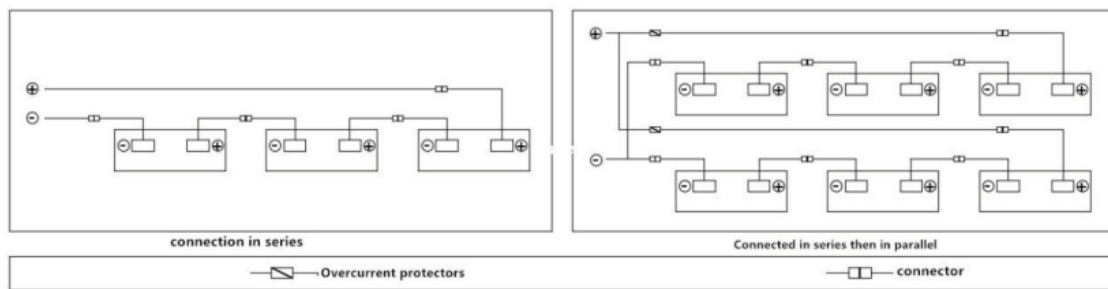 connection in series
Connected in series then in parallel
Overcurrent protectors
connector